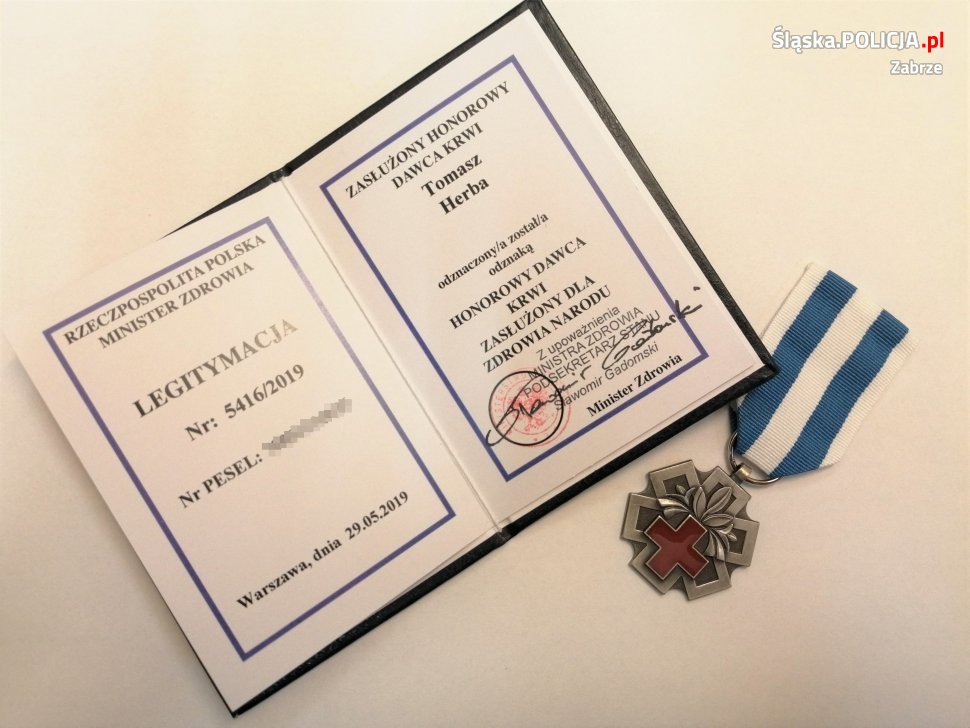 Śląska.POLICJA.pl
Zabrze
RZECZPOSPOLITA POLSKA
MINISTER ZDROWIA
LEGITYMACJA
Nr: 5416/2019
Nr PESEL:
Warszawa, dnia 29.05.2019
ZASŁUŻONY HONOROWY
DAWCA KRWI
Tomasz
Herba
odznaczony/a został/a
odznaką
HONOROWY DAWCA
KRWI
ZASŁUŻONY DLA
ZDROWIA NARODU
Z upoważnienia
MINISTRA ZDROWIA
PODSEKRETARZ STANU
Sławomir Gadomski
Minister Zdrowia